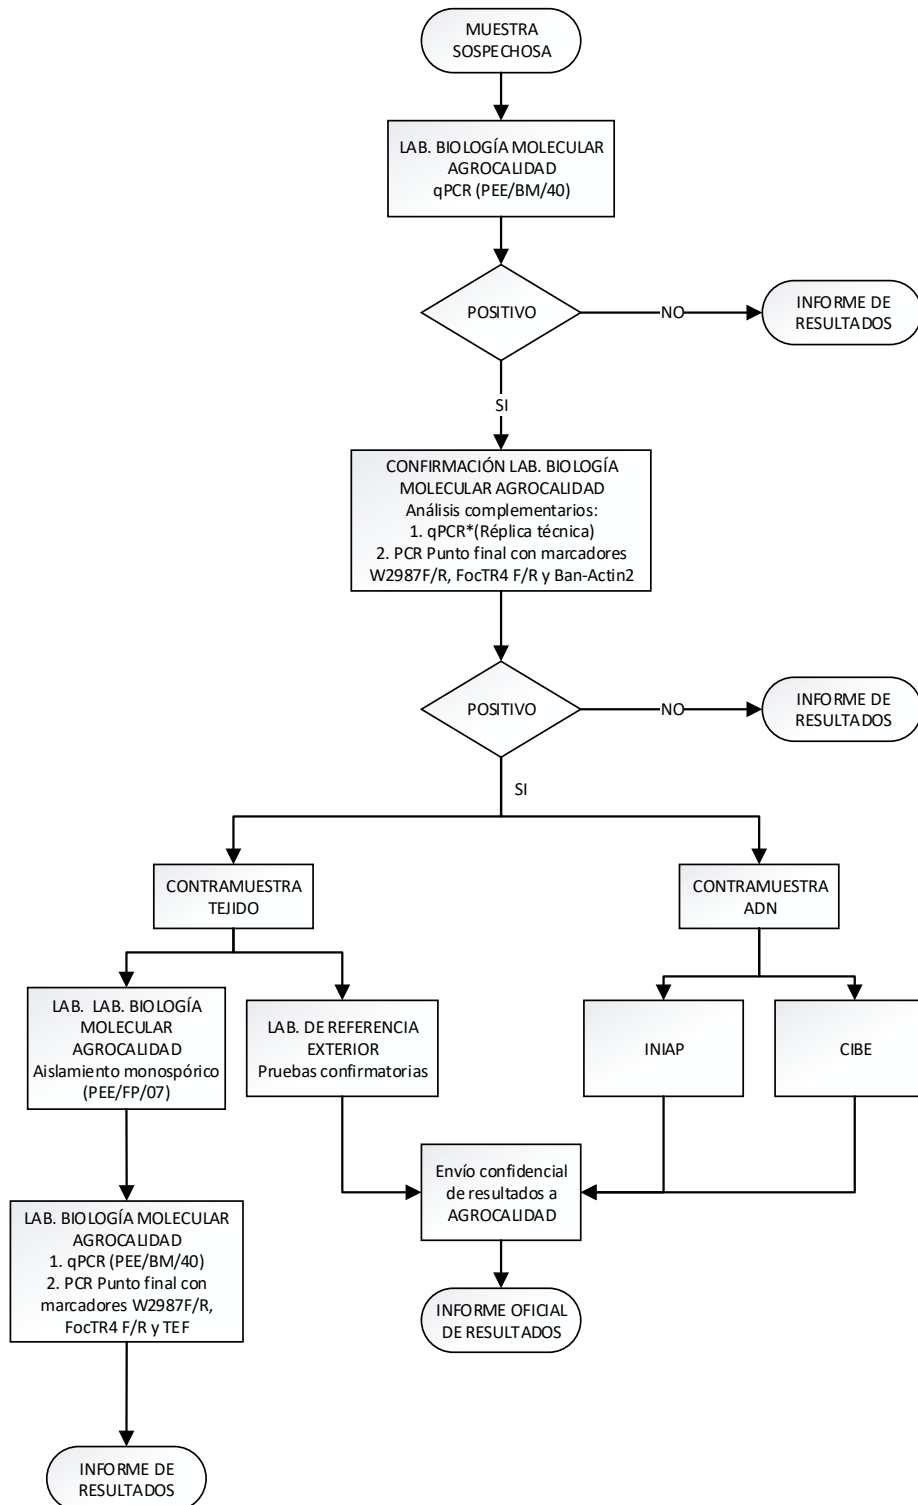 MUESTRA
SOSPECHOSA
LAB. BIOLOGÍA MOLECULAR
AGROCALIDAD
qPCR (PEE/BM/40)
POSITIVO
NO
INFORME DE
RESULTADOS
SI
CONFIRMACIÓN LAB. BIOLOGÍA
MOLECULAR AGROCALIDAD
Análisis complementarios:
1. qPCR*(Réplica técnica)
2. PCR Punto final con marcadores
W2987F/R, FocTR4 F/R y Ban-Actin2
POSITIVO
NO
INFORME DE
RESULTADOS
SI
CONTRAMUESTRA
TEJIDO
CONTRAMUESTRA
ADN
LAB. LAB. BIOLOGÍA
MOLECULAR
AGROCALIDAD
Aislamiento monospórico
(PEE/FP/07)
LAB. DE REFERENCIA
EXTERIOR
Pruebas confirmatorias
INIAP
CIBE
Envío confidencial
de resultados a
AGROCALIDAD
LAB. BIOLOGÍA MOLECULAR
AGROCALIDAD
1. qPCR (PEE/BM/40)
2. PCR Punto final con
marcadores W2987F/R,
FocTR4 F/R y TEF
INFORME OFICIAL
DE RESULTADOS
INFORME DE
RESULTADOS